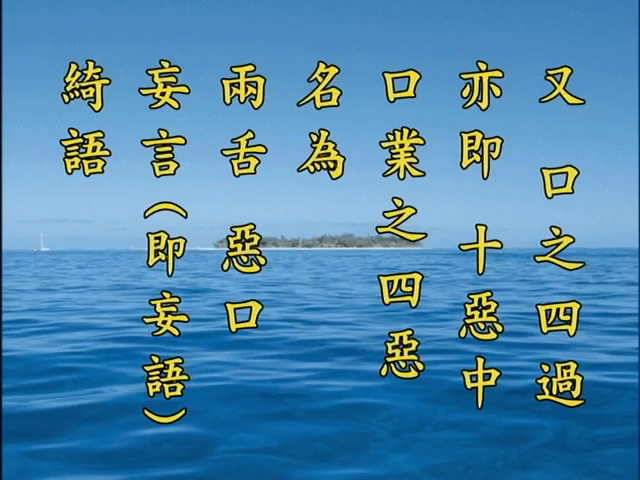 又 口之四過
亦即 十惡中
口業之四惡
名為
兩舌 惡口
妄言(即妄語)
綺語